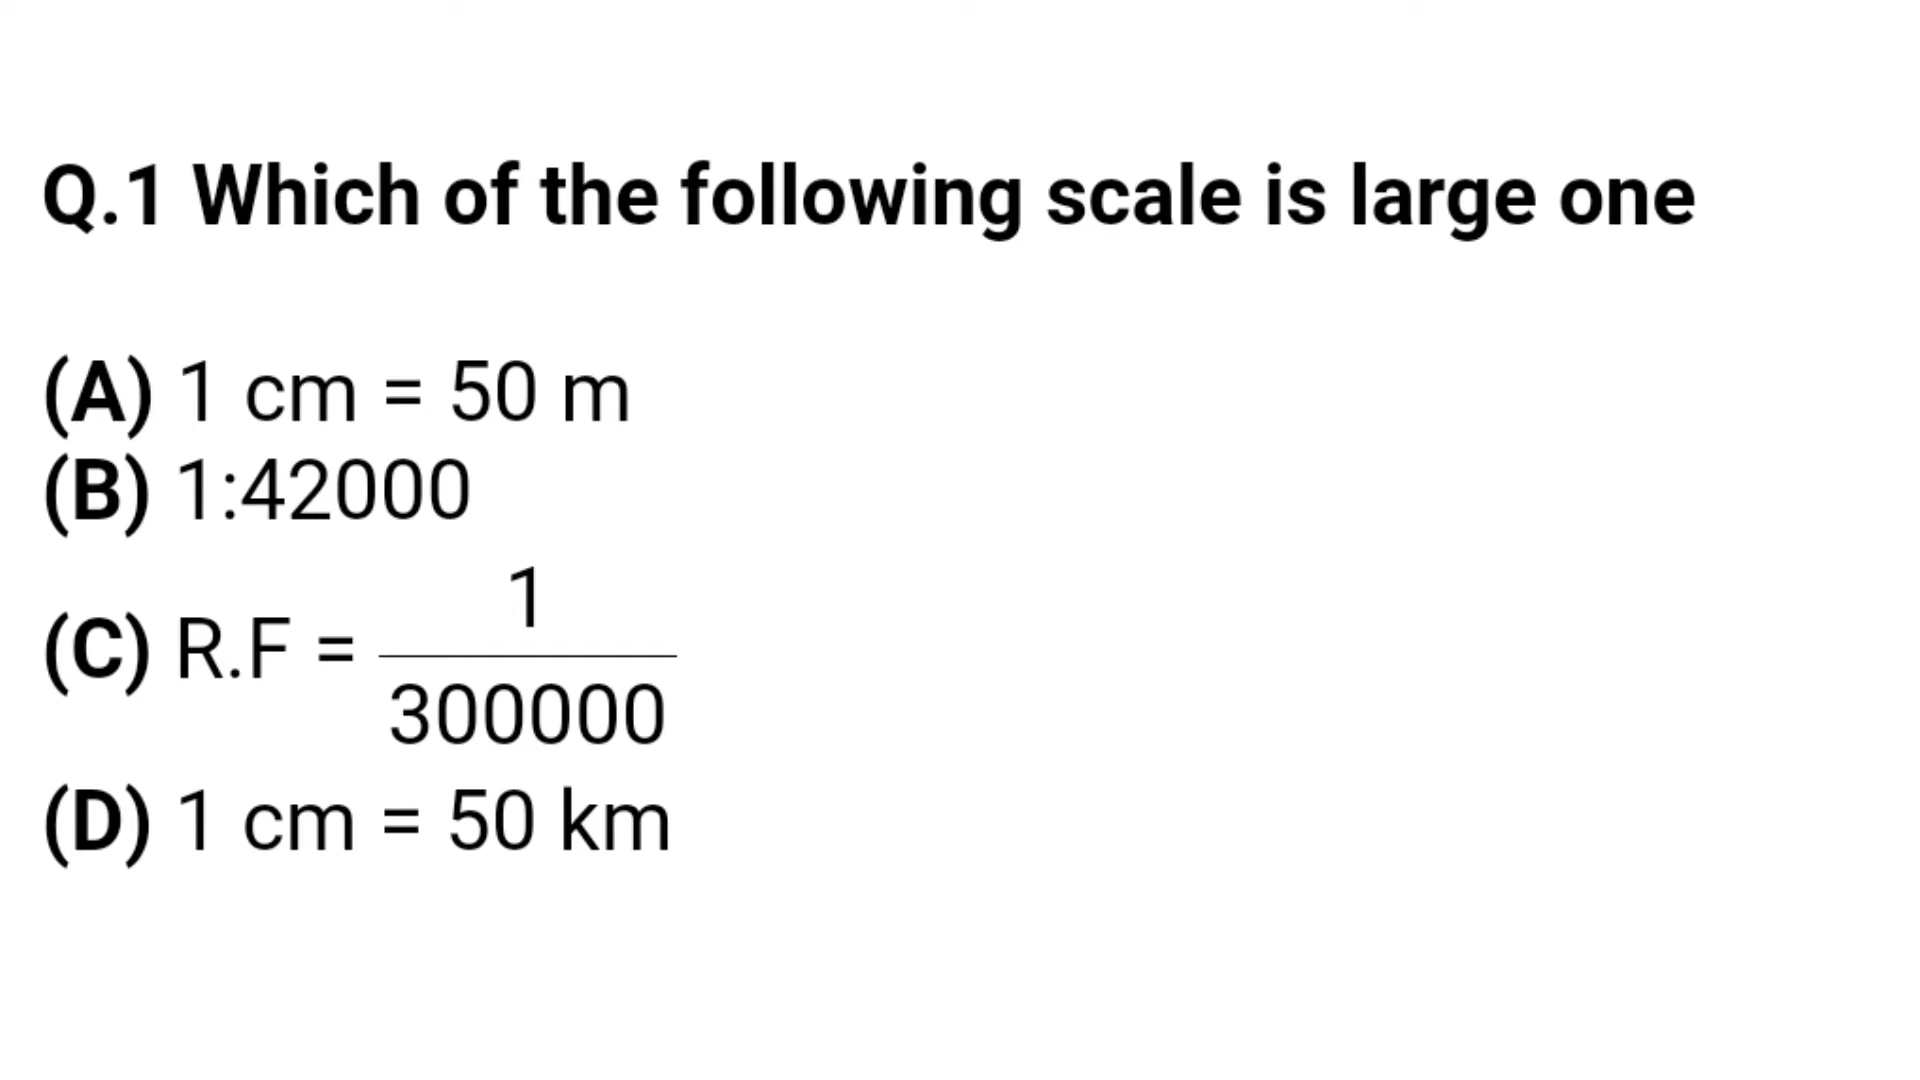 Q.1 Which of the following scale is large one
(A) 1 cm = 50 m
(B) 1:42000
(C) R.F = 1/300000
(D) 1 cm = 50 km